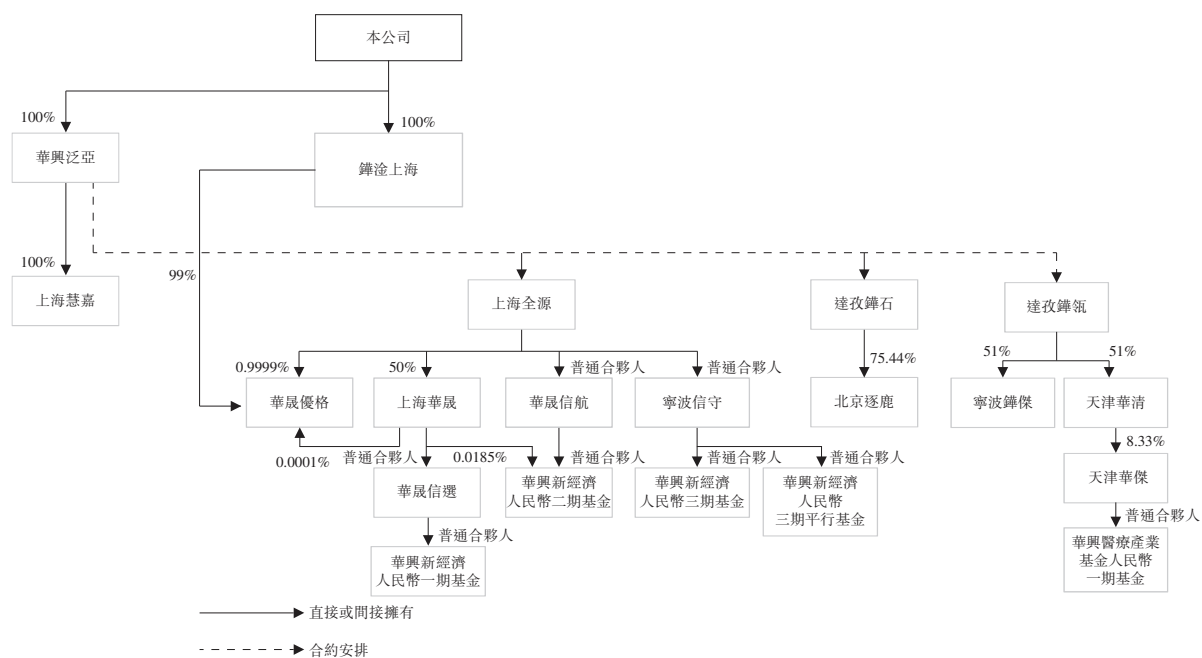 本公司
100%
100%
華興泛亞
鏵淦上海
100%
99%
上海慧嘉
上海全源
達孜鏵石
達孜鏵瓴
0.9999%
50%
普通合夥人
普通合夥人
75.44%
51%
51%
華晟優格
上海華晟
華晟信航
寧波信守
北京逐鹿
寧波鏵傑
天津華清
0.0001%
普通合夥人
0.0185%
普通合夥人
普通合夥人
普通合夥人
8.33%
華晟信選
華興新經濟
人民幣二期基金
華興新經濟
人民幣三期基金
華興新經濟
人民幣
三期平行基金
天津華傑
普通合夥人
普通合夥人
華興新經濟
人民幣一期基金
華興醫療產業
基金人民幣
一期基金
直接或間接擁有
合約安排